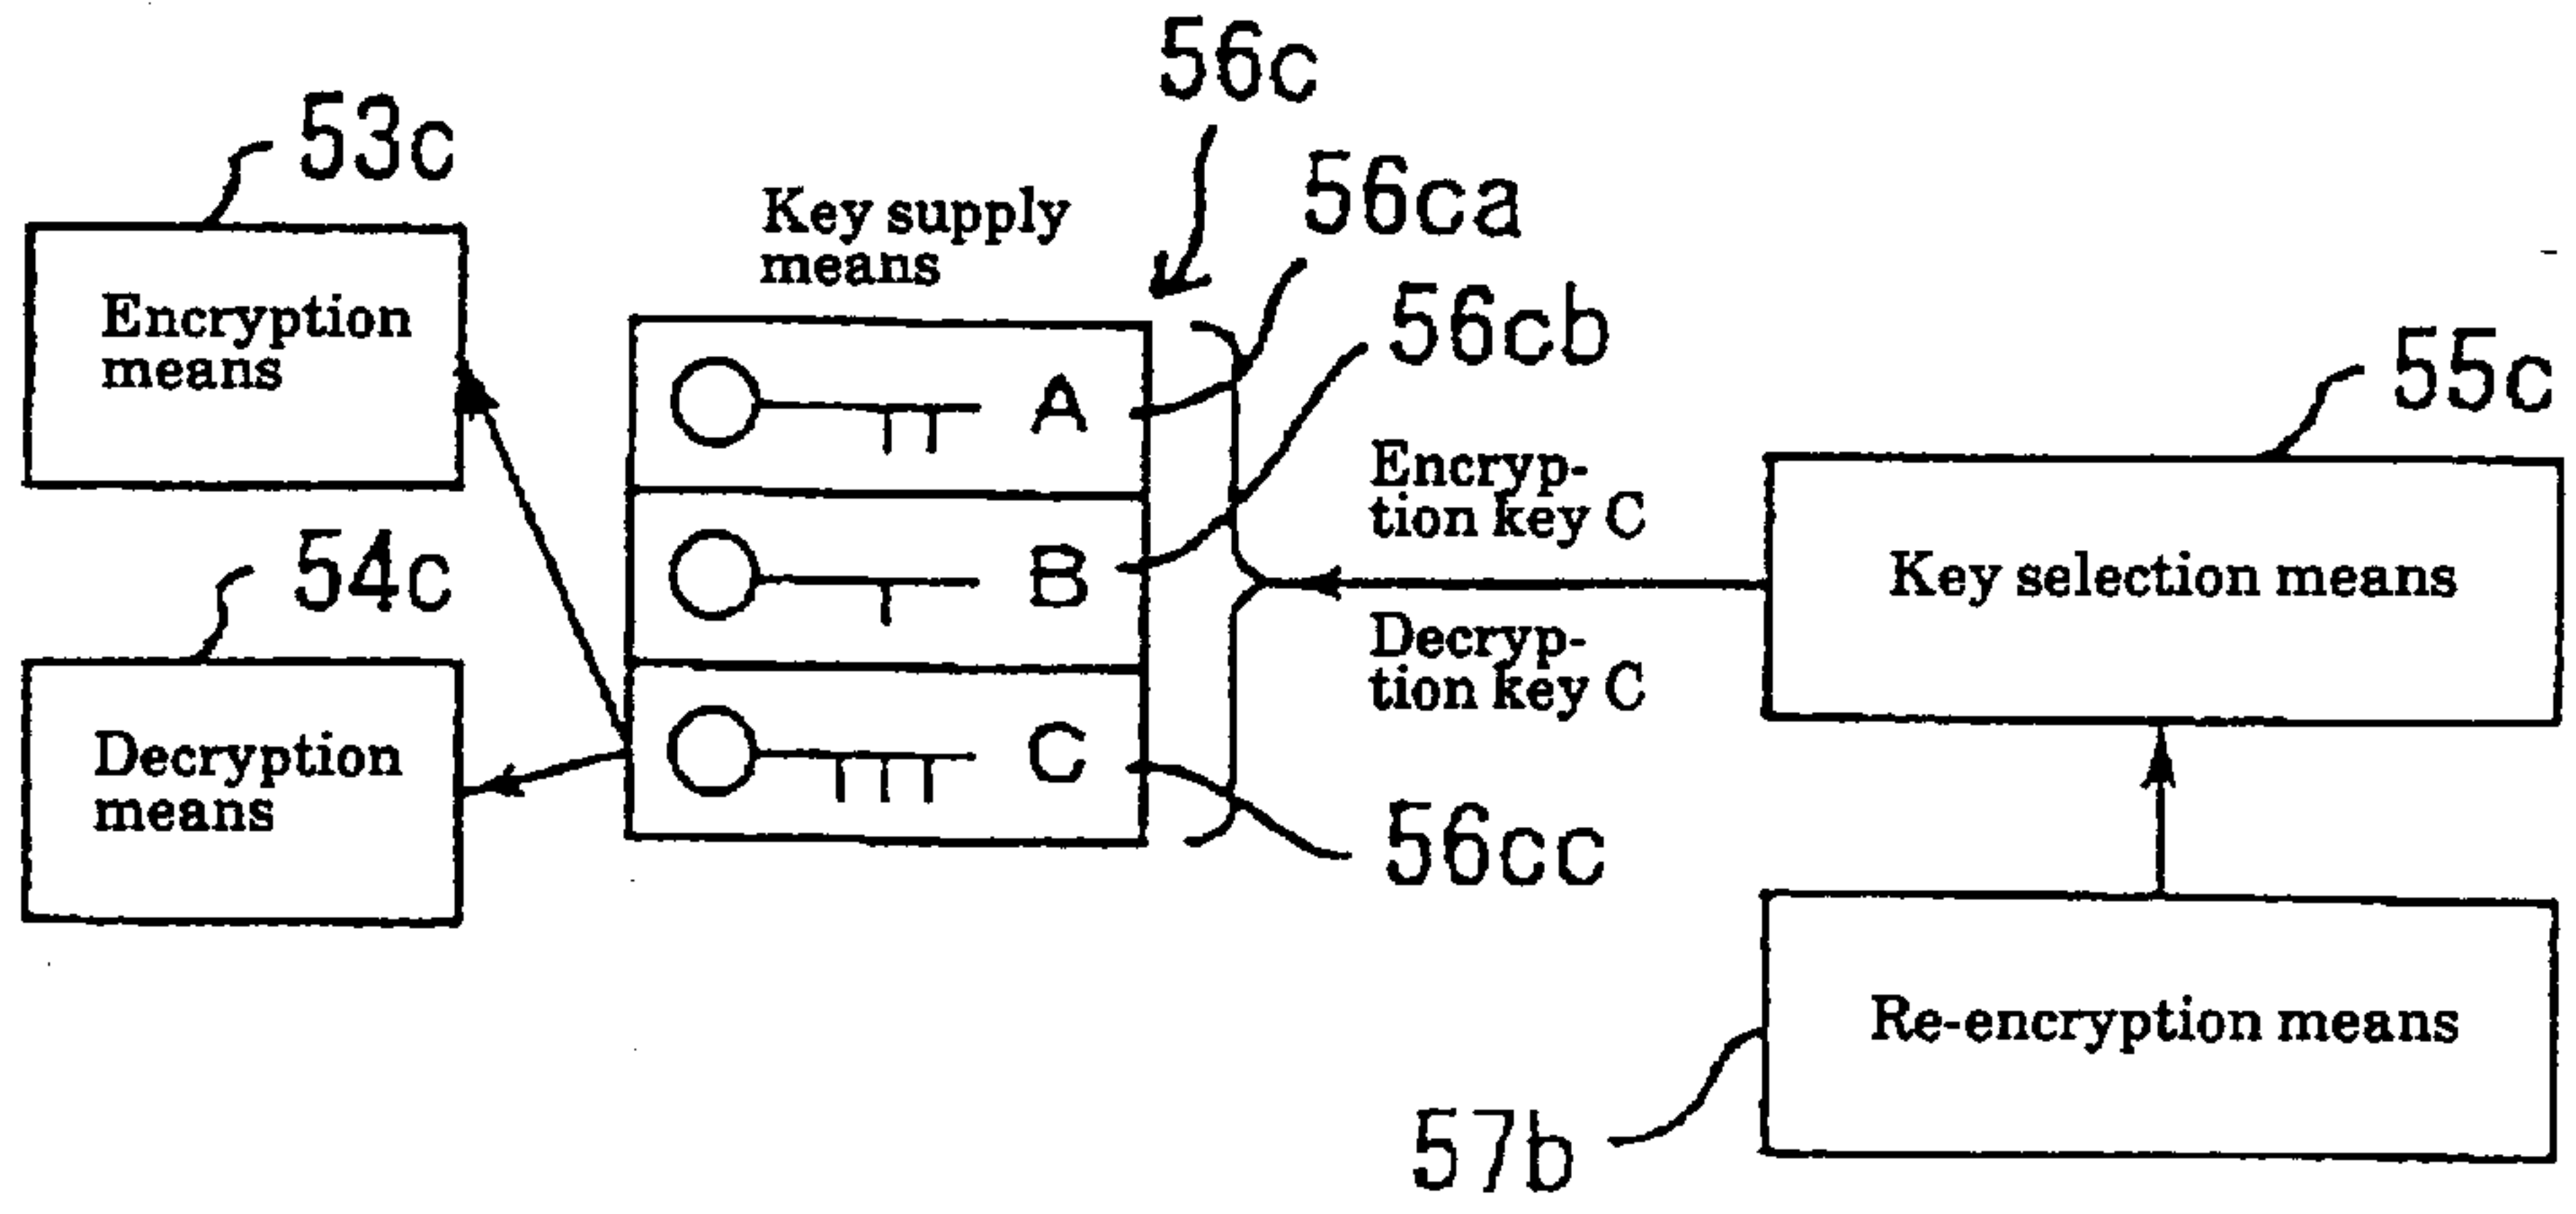 56c
53c
56ca
Key supply
means
56cb
Encryption
means
55c
A
Encryp-
tion key C
54c
B
Key selection means
Decryp-
tion key C
Decryption
means
C
56cc
Re-encryption means
57b